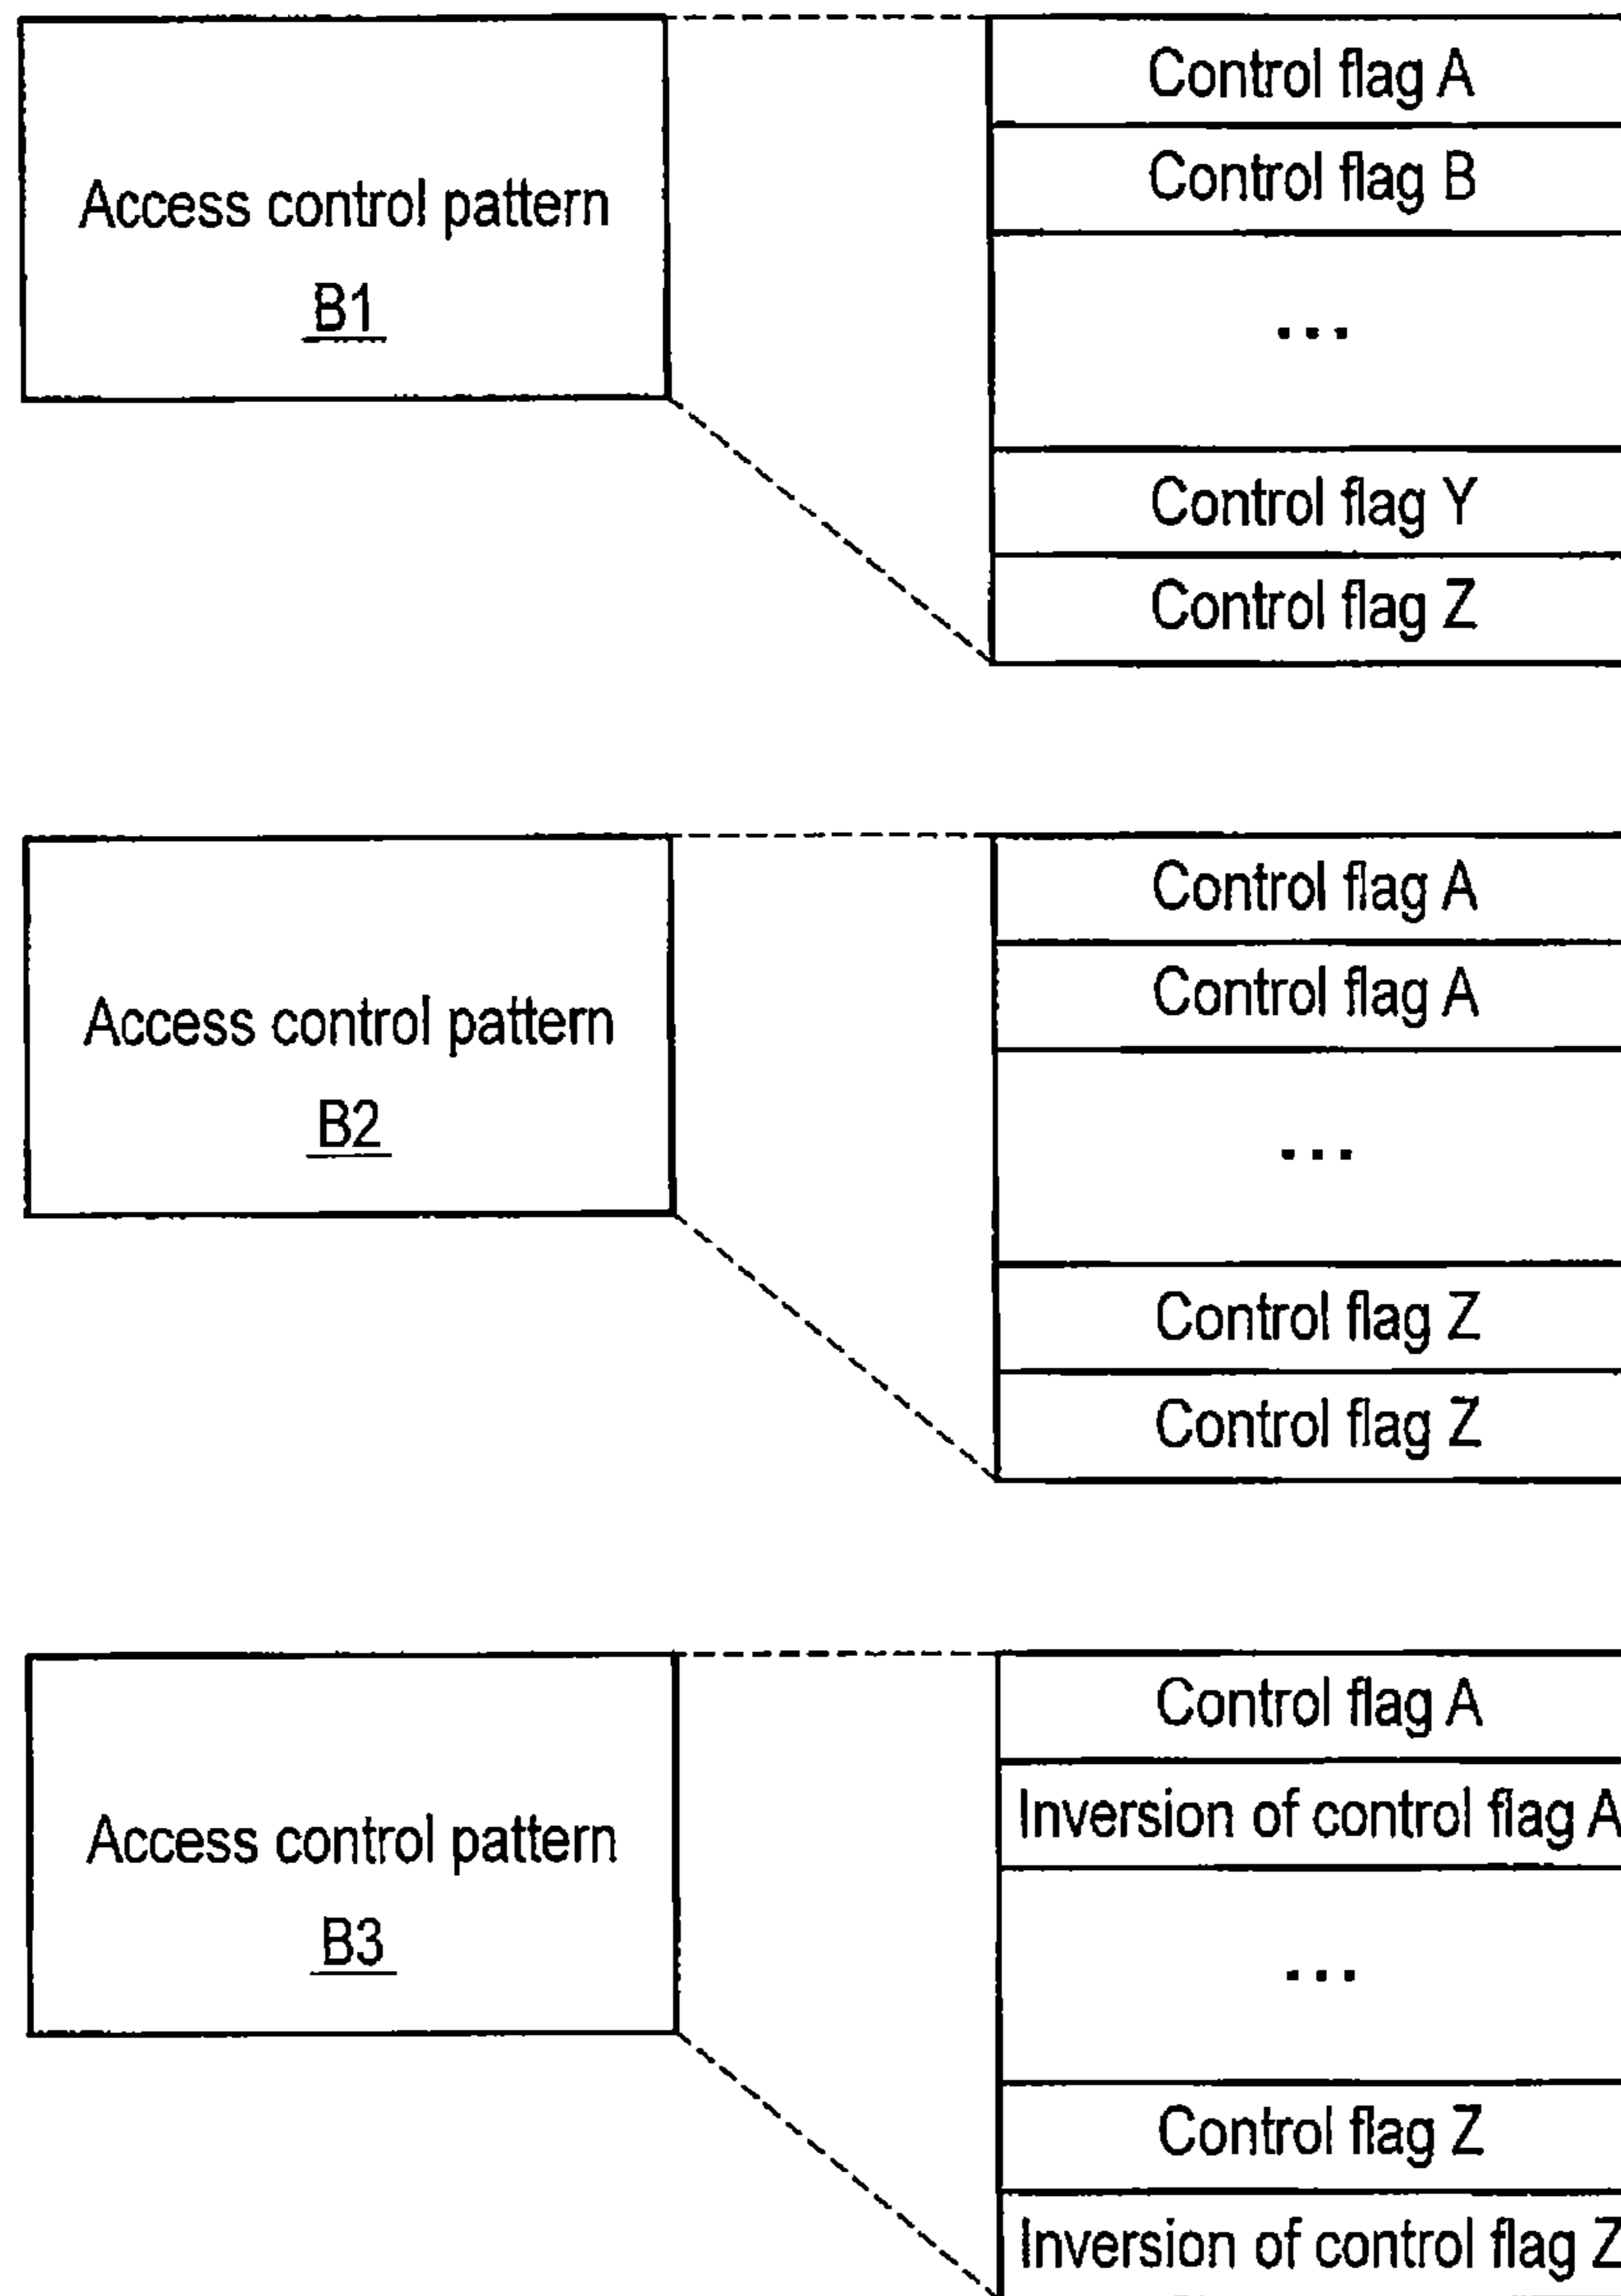 Access control pattern
B1
Control flag A
Control flag B
...
Control flag Y
Control flag Z
Access control pattern
B2
Control flag A
Control flag A
...
Control flag Z
Control flag Z
Access control pattern
B3
Control flag A
Inversion of control flag A
...
Control flag Z
Inversion of control flag Z